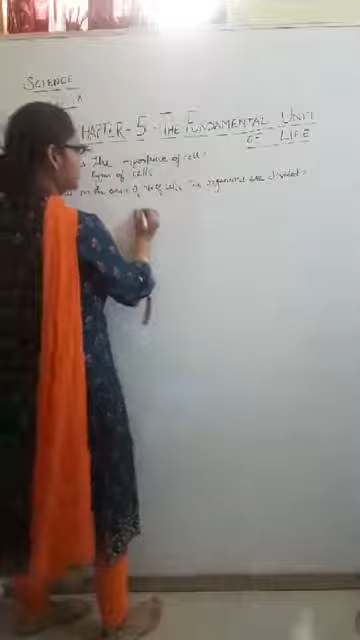 SCIENCE
CHAPTER - 5 - THE FUNDAMENTAL UNIT
OF LIFE
The importance of cell
types of cells
on the basis of No of cells organisms are divided